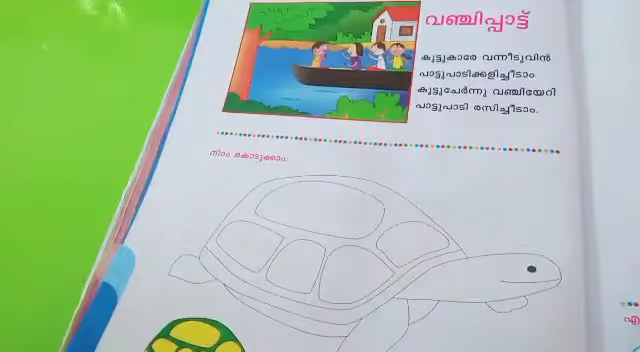 വഞ്ചിപ്പാട്ട്
കൂട്ടുകാരേ വന്നീടുവിൻ
പാട്ടുപാടിക്കളിച്ചീടാം
കൂട്ടുചേർന്നു വഞ്ചിയേറി
പാട്ടുപാടി രസിച്ചീടാം.
നിറം കൊടുക്കാം: